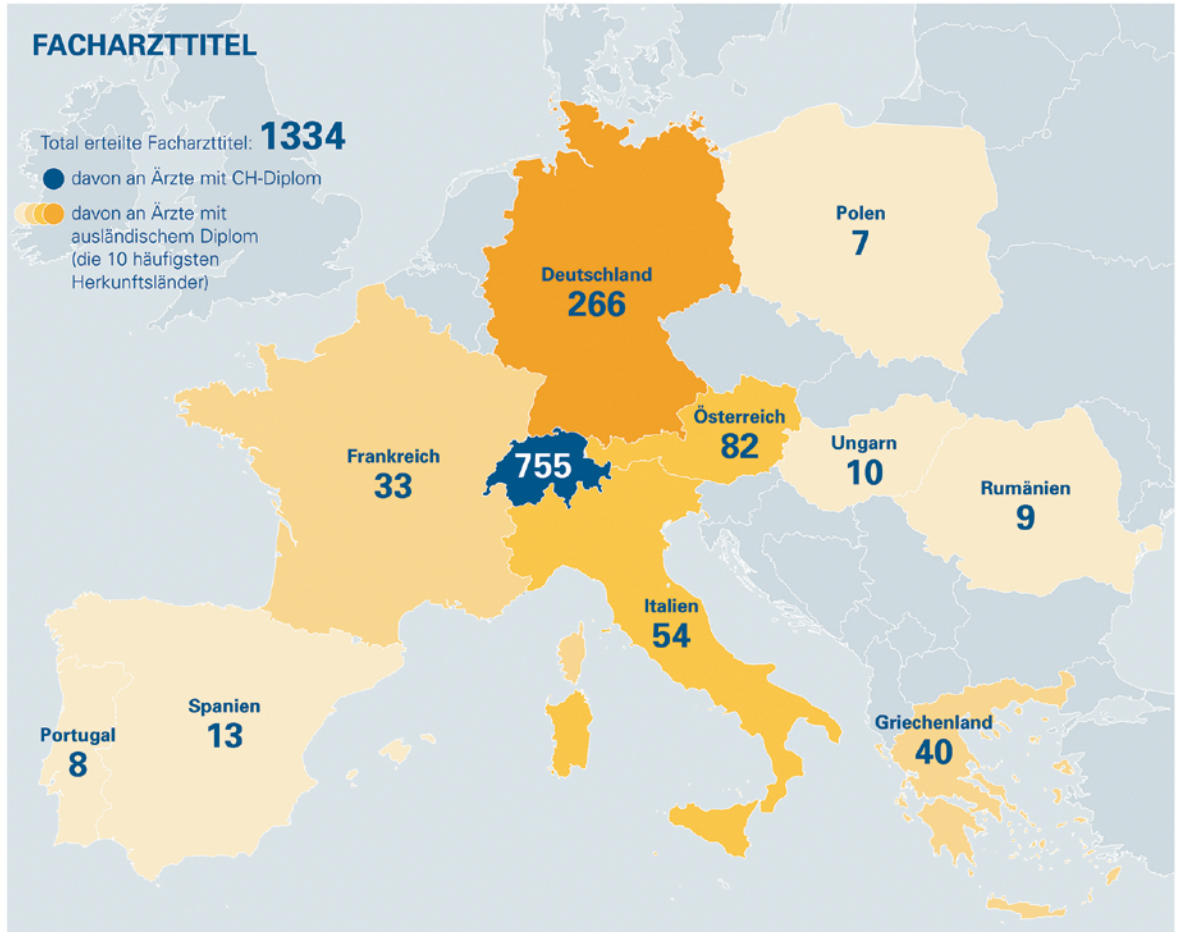 FACHARZTTITEL
Total erteilte Facharzttitel: 1334
davon an Ärzte mit CH-Diplom
davon an Ärzte mit
ausländischem Diplom
(die 10 häufigsten
Herkunftsländer)
Polen
7
Deutschland
266
Österreich
82
Ungarn
10
Rumänien
9
Frankreich
33
755
Italien
54
Griechenland
40
Spanien
13
Portugal
8